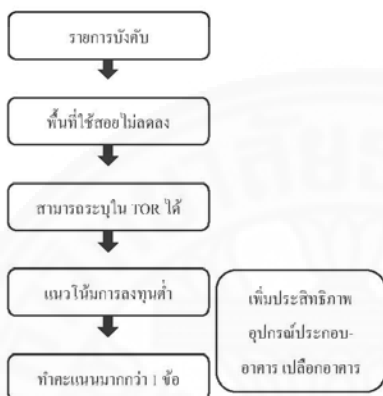 รายการบังคับ
พื้นที่ใช้สอยไม่ลดลง
สามารถระบุใน TOR ได้
แนวโน้มการลงทุนต่ำ
ทำคะแนนมากกว่า 1 ข้อ
เพิ่มประสิทธิภาพ
อุปกรณ์ประกอบ-
อาคาร เปลือกอาคาร